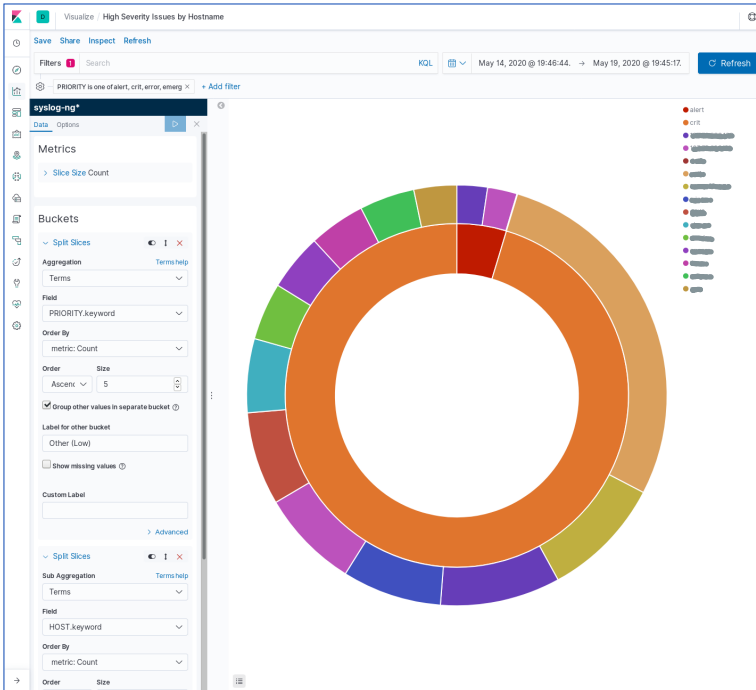 D Visualize High Severity Issues by Hostname
Save Share Inspect Refresh
Filters 1 Search KQL May 14, 2020 @ 19:46:44. → May 19, 2020 @ 19:45:17. Refresh
PRIORITY is one of alert, crit, error, emerg × + Add filter
syslog-ng*
Data Options
Metrics
Slice Size Count
Buckets
Split Slices
Aggregation Terms help
Terms
Field
PRIORITY.keyword
Order By
metric: Count
Order Size
5
Group other values in separate bucket
Label for other bucket
Other (Low)
Show missing values
Custom Label
Advanced
Split Slices
Sub Aggregation Terms help
Terms
Field
HOST.keyword
Order By
metric: Count
Order Size
alert
crit